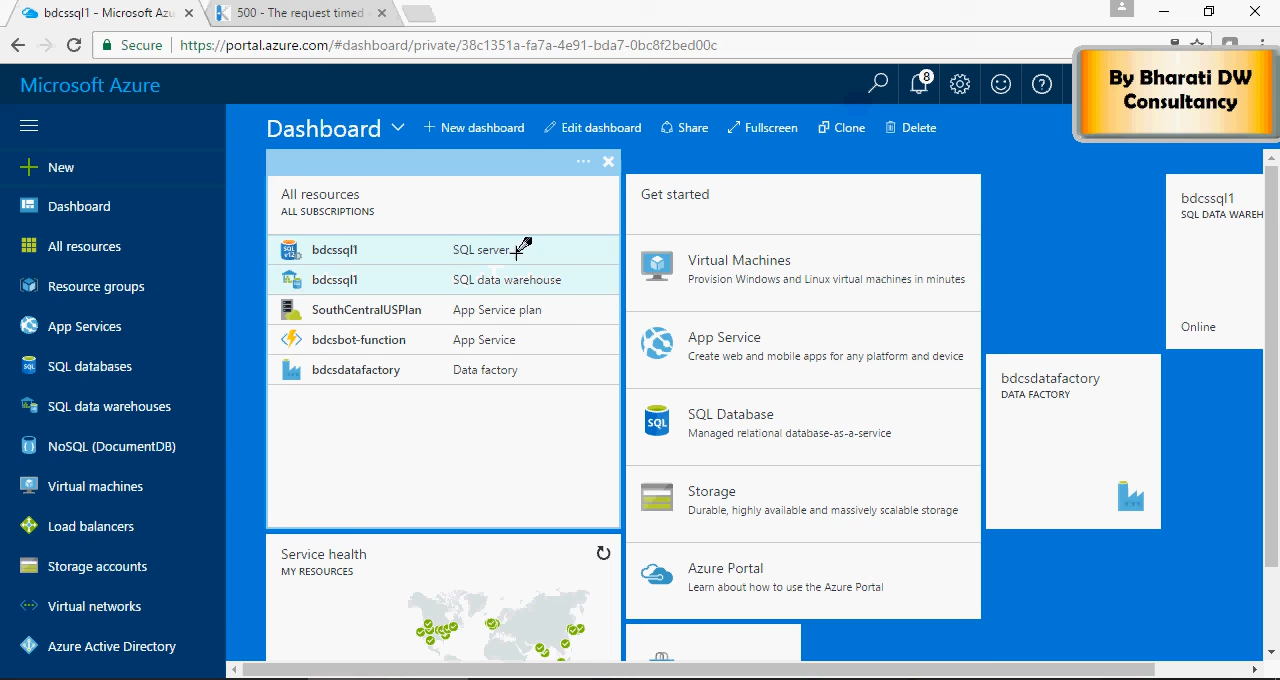 bdcssql1 - Microsoft Azu
500 - The request timed
Secure
https://portal.azure.com/#dashboard/private/38c1351a-fa7a-4e91-bda7-0bc8f2bed00c
Microsoft Azure
8
By Bharati DW
Consultancy
Dashboard
New dashboard
Edit dashboard
Share
Fullscreen
Clone
Delete
New
Dashboard
All resources
Resource groups
App Services
SQL databases
SQL data warehouses
NoSQL (DocumentDB)
Virtual machines
Load balancers
Storage accounts
Virtual networks
Azure Active Directory
All resources
ALL SUBSCRIPTIONS
bdcssql1 SQL server
bdcssql1 SQL data warehouse
SouthCentralUSPlan App Service plan
bdcsbot-function App Service
bdcsdatafactory Data factory
Service health
MY RESOURCES
Get started
Virtual Machines
Provision Windows and Linux virtual machines in minutes
App Service
Create web and mobile apps for any platform and device
SQL
SQL Database
Managed relational database-as-a-service
Storage
Durable, highly available and massively scalable storage
Azure Portal
Learn about how to use the Azure Portal
bdcsdatafactory
DATA FACTORY
bdcssql1
SQL DATA WAREH
Online